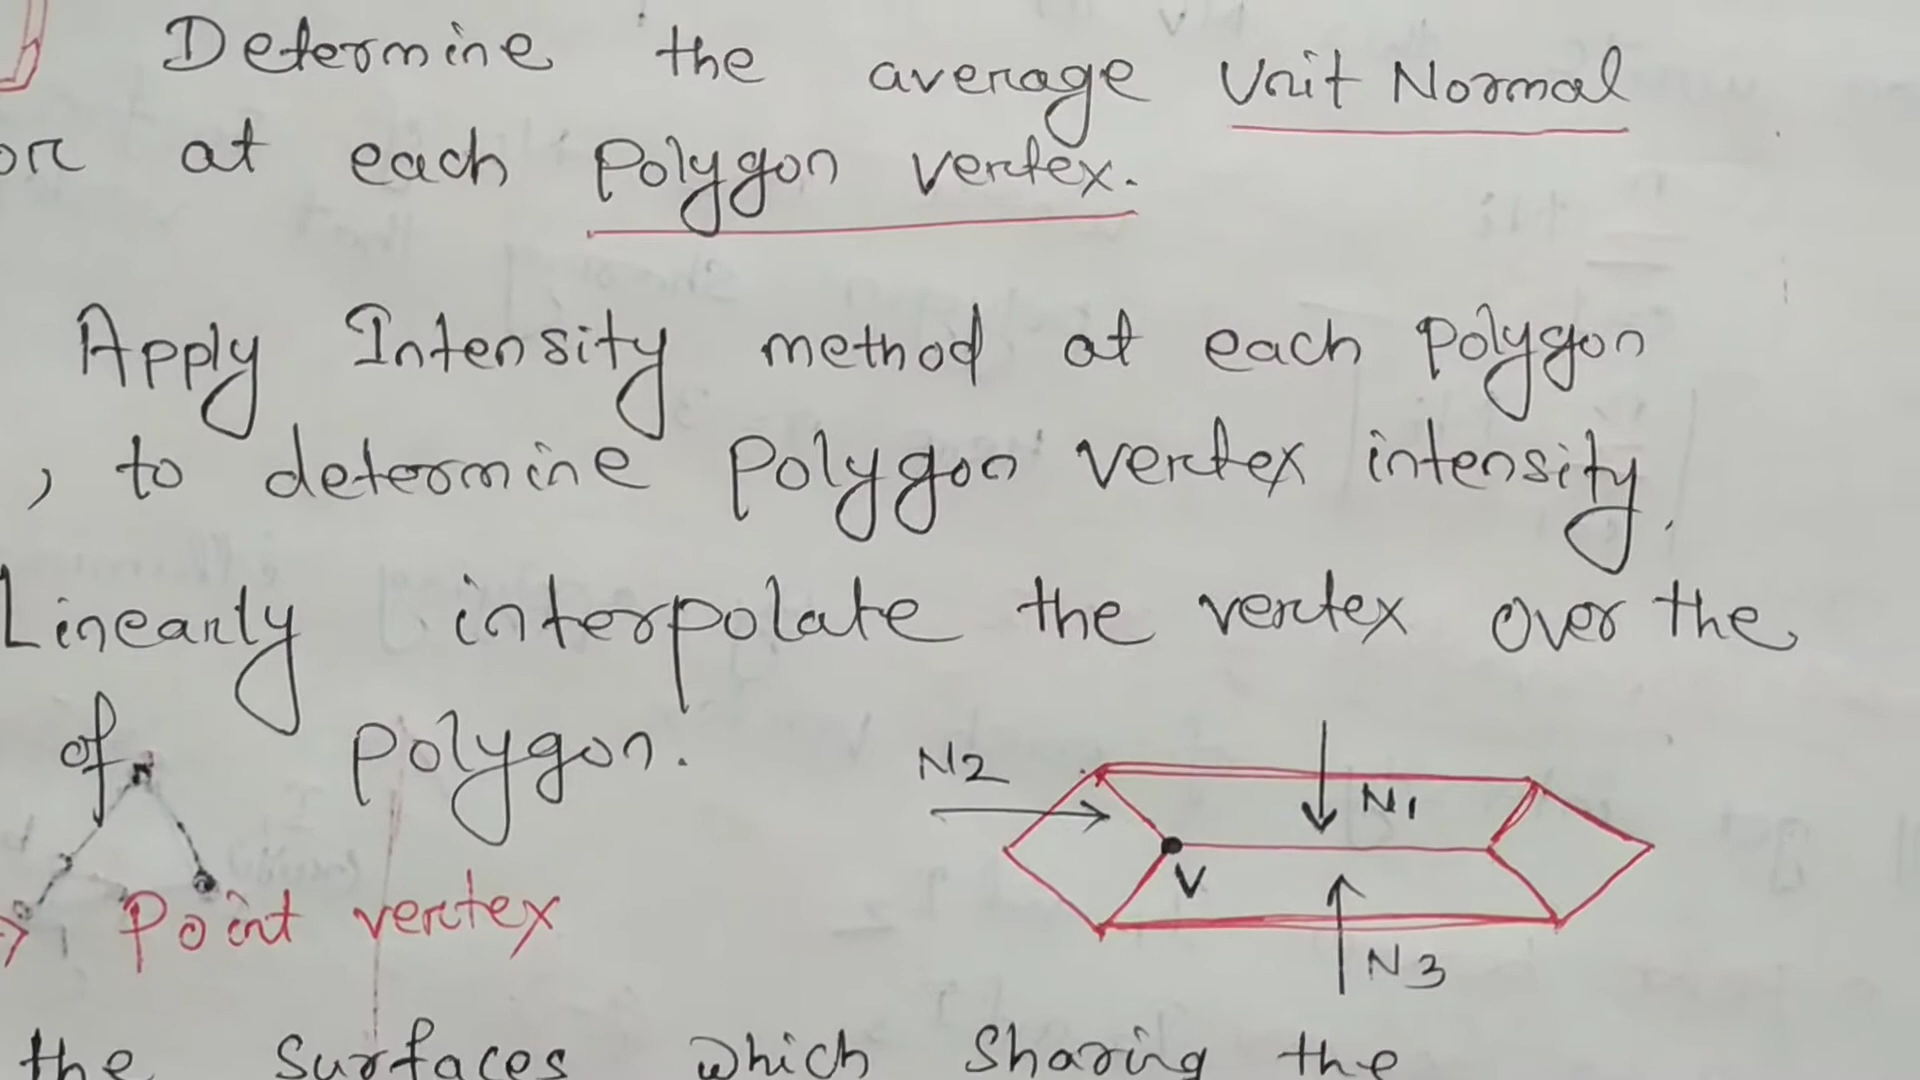 Determine the average Unit Normal
or at each Polygon vertex.
Apply Intensity method at each Polygon
, to determine Polygon vertex intensity.
Linearly interpolate the vertex over the
of Polygon.
N2
N1
V
N3
Point vertex
the surfaces which sharing the